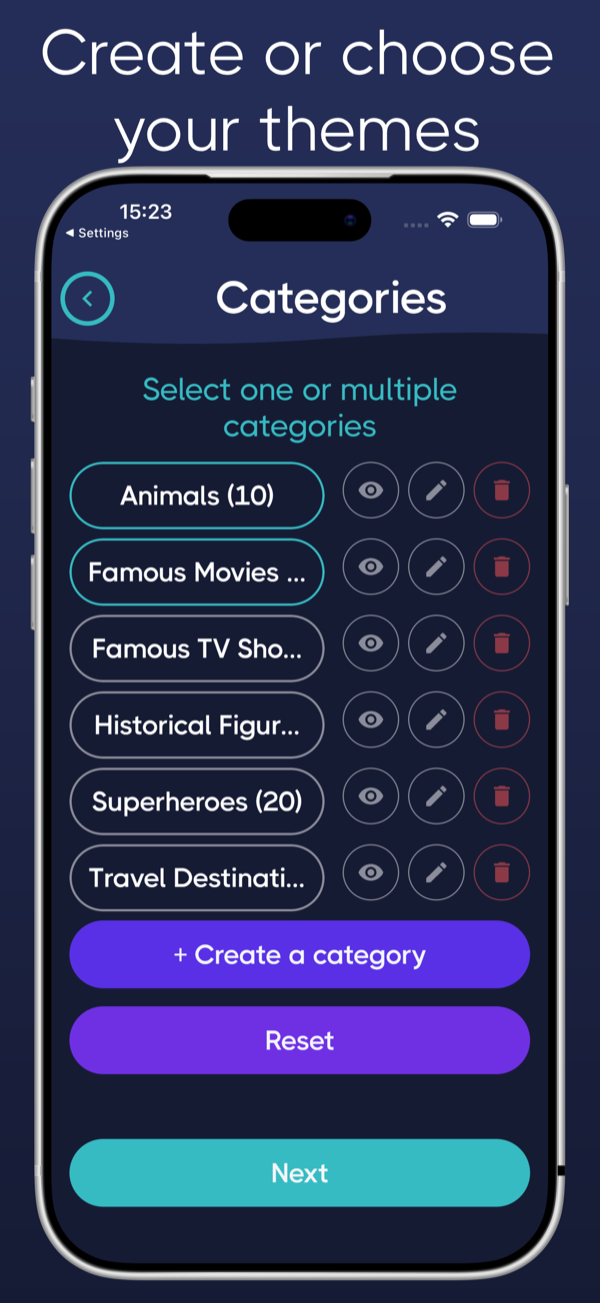 Create or choose
your themes
15:23
◀ Settings
Categories
Select one or multiple
categories
Animals (10)
Famous Movies ...
Famous TV Sho...
Historical Figur...
Superheroes (20)
Travel Destinati...
+ Create a category
Reset
Next